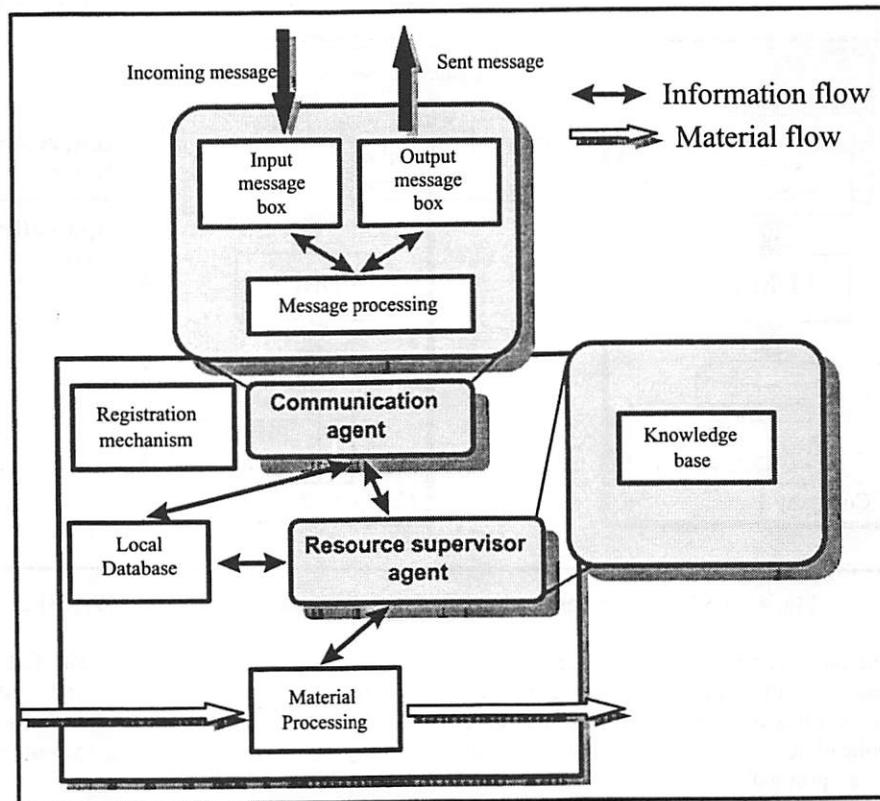 Incoming message
Sent message
Information flow
Material flow
Input
message
box
Output
message
box
Message processing
Communication
agent
Registration
mechanism
Knowledge
base
Local
Database
Resource supervisor
agent
Material
Processing